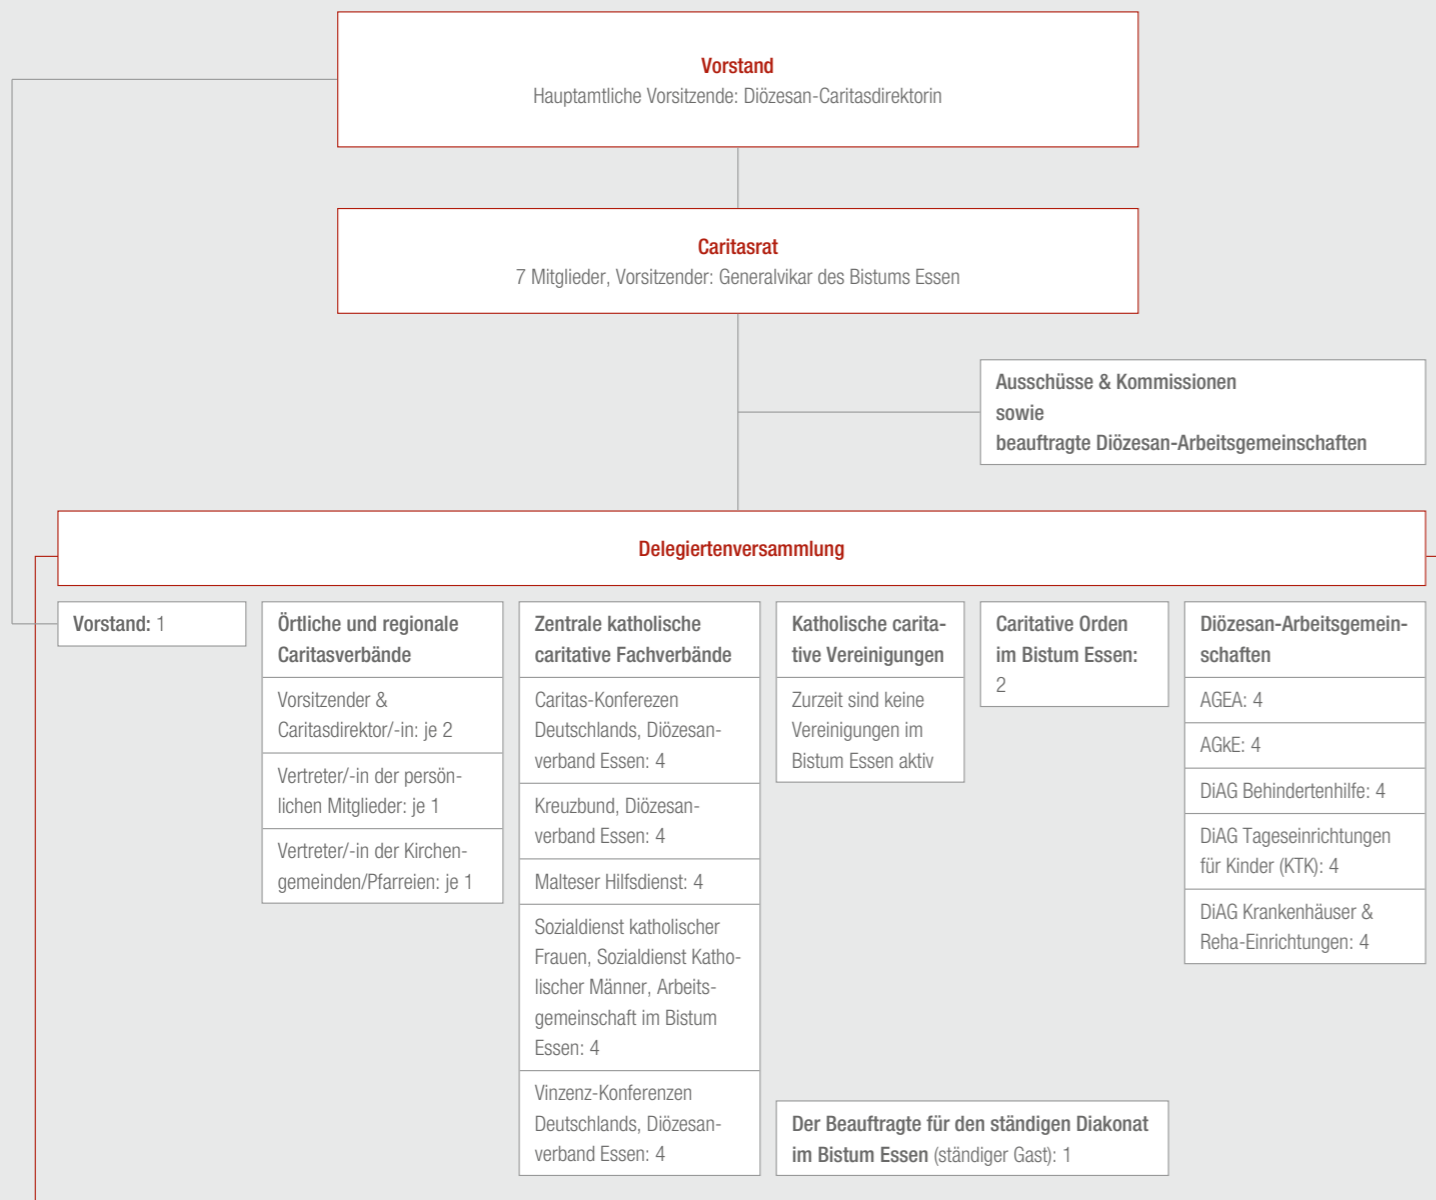 Vorstand
Hauptamtliche Vorsitzende: Diözesan-Caritasdirektorin
Caritasrat
7 Mitglieder, Vorsitzender: Generalvikar des Bistums Essen
Ausschüsse & Kommissionen
sowie
beauftragte Diözesan-Arbeitsgemeinschaften
Delegiertenversammlung
Vorstand: 1
Örtliche und regionale
Caritasverbände
Vorsitzender &
Caritasdirektor/-in: je 2
Vertreter/-in der persön-
lichen Mitglieder: je 1
Vertreter/-in der Kirchen-
gemeinden/Pfarreien: je 1
Zentrale katholische
caritative Fachverbände
Caritas-Konferezen
Deutschlands, Diözesan-
verband Essen: 4
Kreuzbund, Diözesan-
verband Essen: 4
Malteser Hilfsdienst: 4
Sozialdienst katholischer
Frauen, Sozialdienst Katho-
lischer Männer, Arbeits-
gemeinschaft im Bistum
Essen: 4
Vinzenz-Konferenzen
Deutschlands, Diözesan-
verband Essen: 4
Katholische carita-
tive Vereinigungen
Zurzeit sind keine
Vereinigungen im
Bistum Essen aktiv
Caritative Orden
im Bistum Essen:
2
Diözesan-Arbeitsgemein-
schaften
AGEA: 4
AGkE: 4
DiAG Behindertenhilfe: 4
DiAG Tageseinrichtungen
für Kinder (KTK): 4
DiAG Krankenhäuser &
Reha-Einrichtungen: 4
Der Beauftragte für den ständigen Diakonat
im Bistum Essen (ständiger Gast): 1